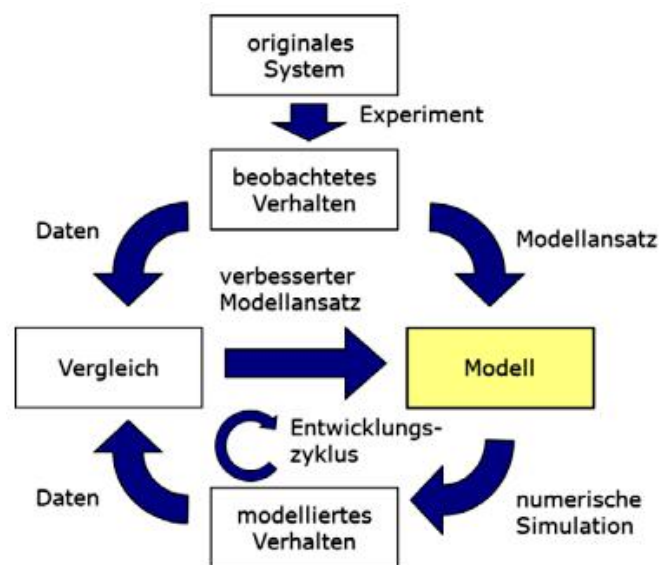 originales
System
Experiment
beobachtetes
Verhalten
Daten
Modellansatz
verbesserter
Modellansatz
Vergleich
Modell
Entwicklungs-
zyklus
Daten
modelliertes
Verhalten
numerische
Simulation